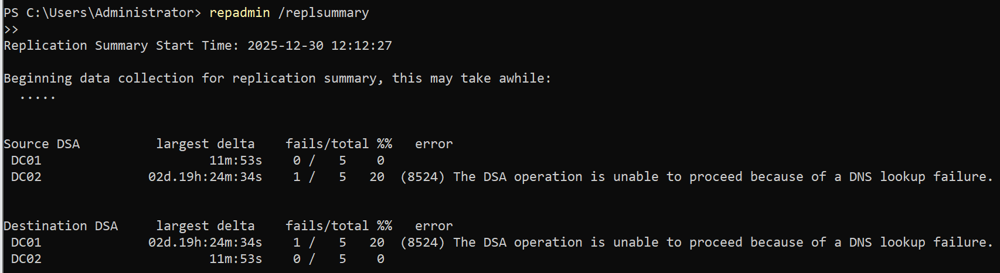 PS C:\Users\Administrator> repadmin /replsummary
>>
Replication Summary Start Time: 2025-12-30 12:12:27
Beginning data collection for replication summary, this may take awhile:
.....
Source DSA          largest delta    fails/total %%   error
DC01                      11m:53s    0 /   5    0
DC02              02d.19h:24m:34s    1 /   5   20  (8524) The DSA operation is unable to proceed because of a DNS lookup failure.
Destination DSA     largest delta    fails/total %%   error
DC01              02d.19h:24m:34s    1 /   5   20  (8524) The DSA operation is unable to proceed because of a DNS lookup failure.
DC02                      11m:53s    0 /   5    0